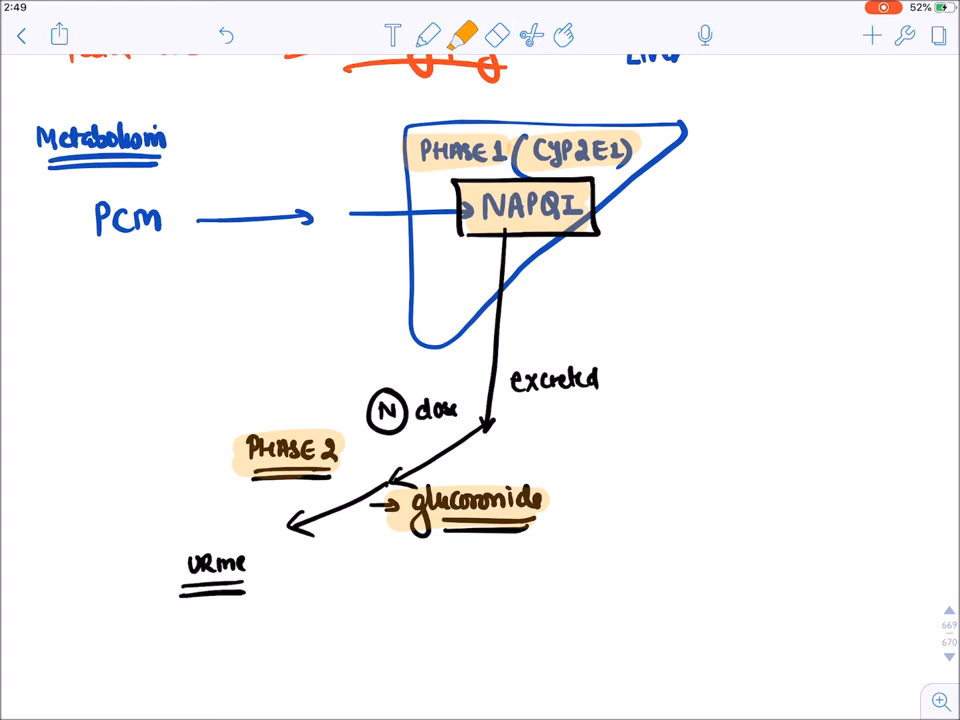 2:49
52%
Metabolism
PHASE 1 (CYP2E1)
PCM
NAPQI
excreted
N dose
PHASE 2
glucoronide
URine
669
670